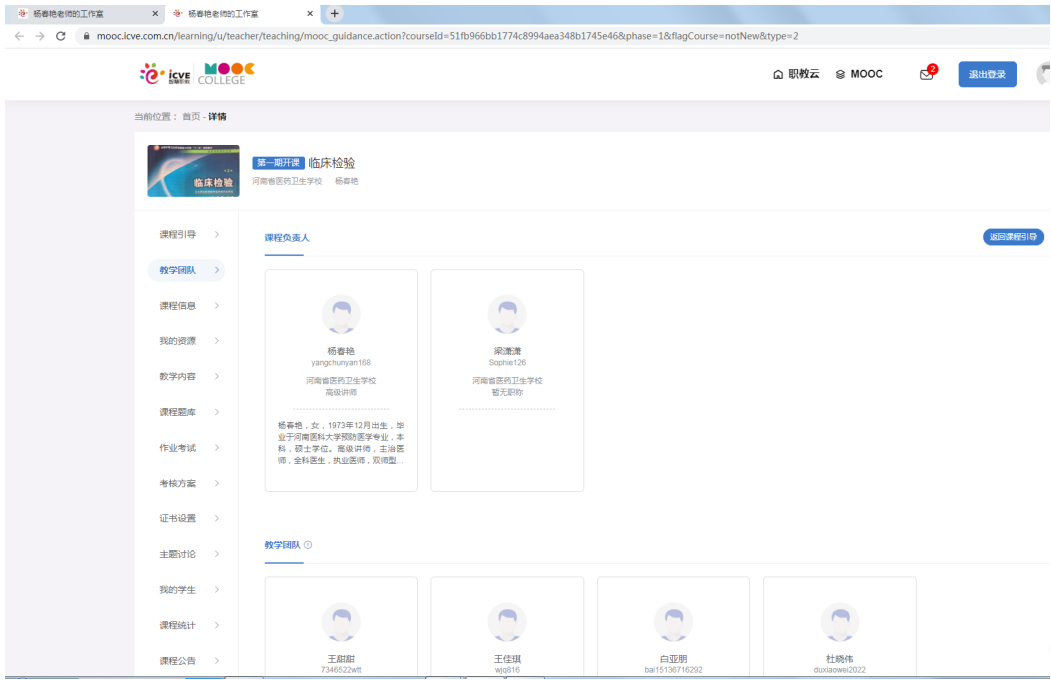 杨春艳老师的工作室
杨春艳老师的工作室
mooc.icve.com.cn/learning/u/teacher/teaching/mooc_guidance.action?courseId=51fb966bb1774c8994aea348b1745e46&phase=1&flagCourse=notNew&type=2
icve 智慧职教 MOOC COLLEGE
职教云 MOOC 2 退出登录
当前位置： 首页 - 详情
临床检验
第一期开课 临床检验
河南省医药卫生学校 杨春艳
课程引导
教学团队
课程信息
我的资源
教学内容
课程题库
作业考试
考核方案
证书设置
主题讨论
我的学生
课程统计
课程公告
课程负责人 返回课程引导
杨春艳
yangchunyan168
河南省医药卫生学校
高级讲师
杨春艳，女，1973年12月出生，毕
业于河南医科大学预防医学专业，本
科，硕士学位。高级讲师，主治医
师，全科医生，执业医师，双师型...
梁潇潇
Sophie126
河南省医药卫生学校
暂无职称
教学团队
王甜甜
7346522wtt
王佳琪
wjq816
白亚朋
bai15136716292
杜晓伟
duxiaowei2022